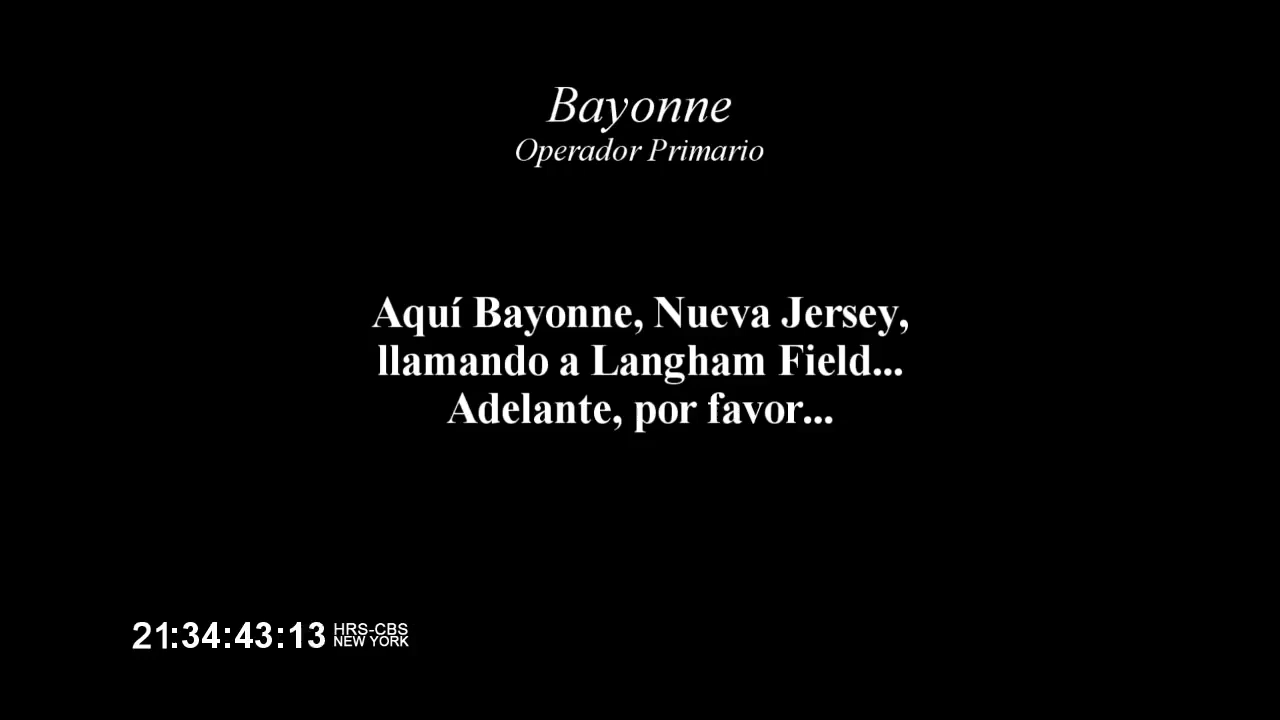 Bayonne
Operador Primario
Aquí Bayonne, Nueva Jersey,
llamando a Langham Field...
Adelante, por favor...
21:34:43:13 HRS-CBS
NEW YORK